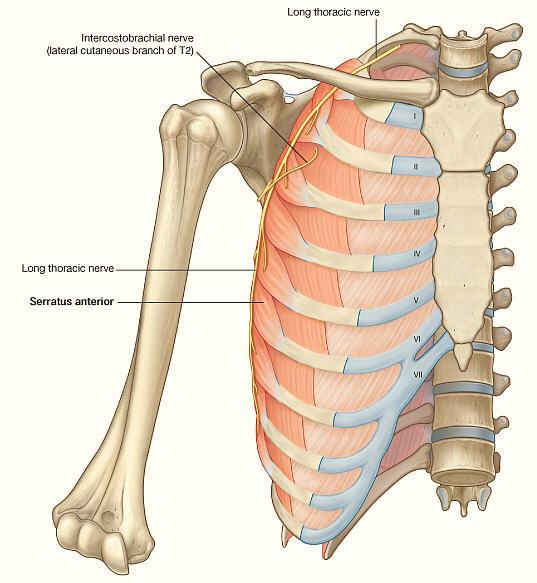 Long thoracic nerve
Intercostobrachial nerve
(lateral cutaneous branch of T2)
I
II
III
IV
Long thoracic nerve
V
Serratus anterior
VI
VII